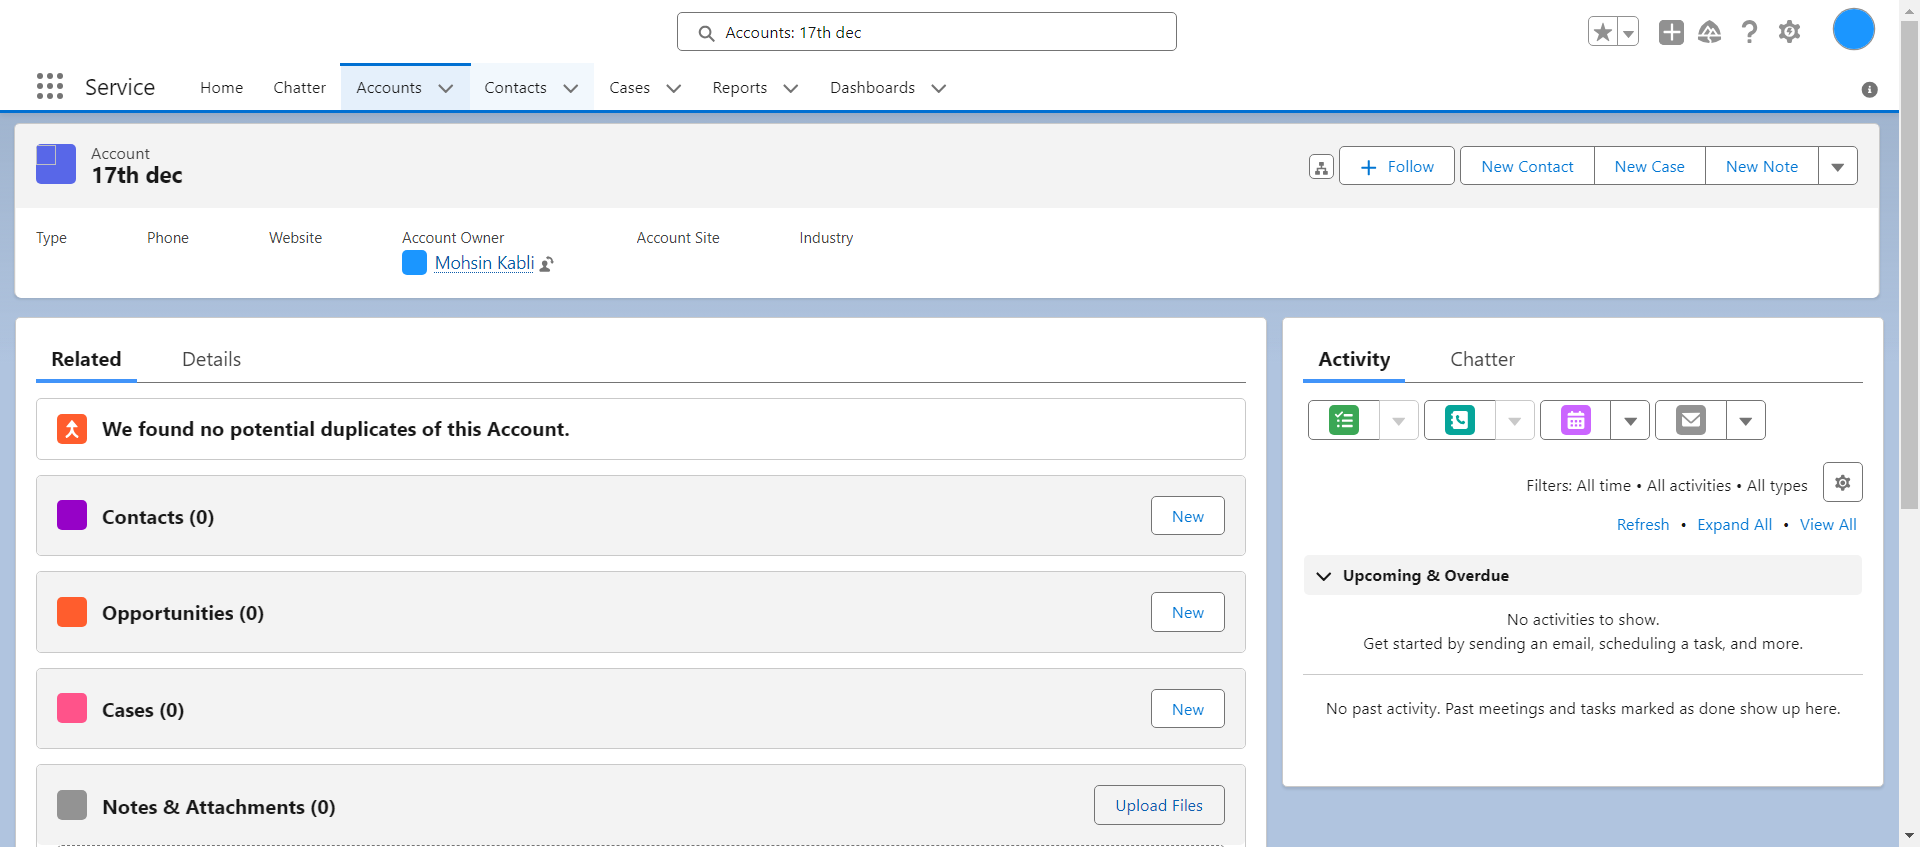 Accounts: 17th dec
Service
Home
Chatter
Accounts
Contacts
Cases
Reports
Dashboards
Account
17th dec
Follow
New Contact
New Case
New Note
Type
Phone
Website
Account Owner
Account Site
Industry
Mohsin Kabli
Related
Details
We found no potential duplicates of this Account.
Contacts (0)
New
Opportunities (0)
New
Cases (0)
New
Notes & Attachments (0)
Upload Files
Activity
Chatter
Filters: All time • All activities • All types
Refresh • Expand All • View All
Upcoming & Overdue
No activities to show.
Get started by sending an email, scheduling a task, and more.
No past activity. Past meetings and tasks marked as done show up here.